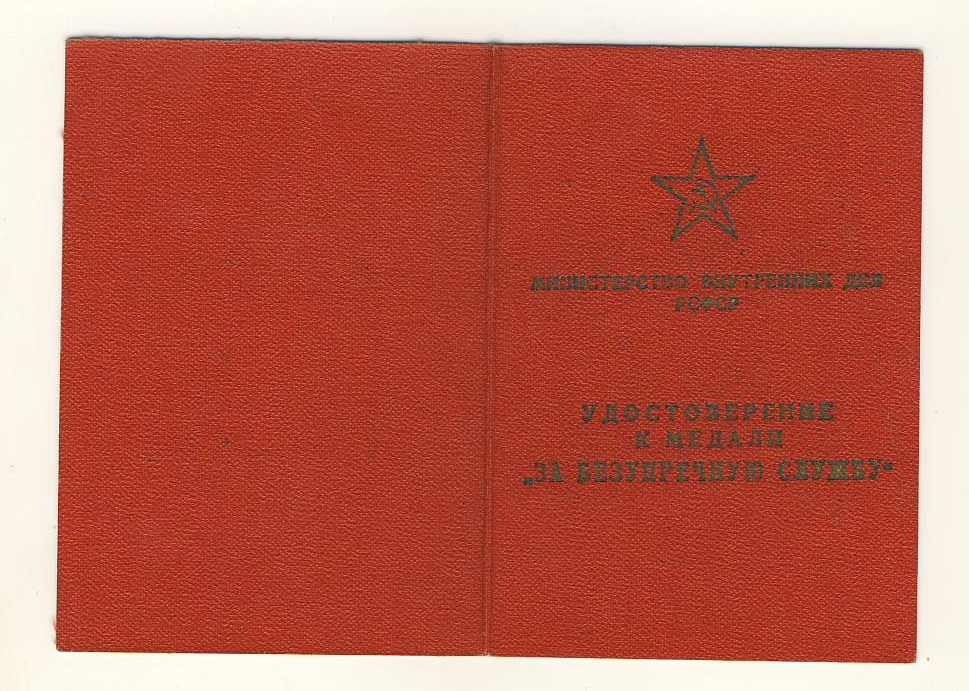 МИНИСТЕРСТВО ВНУТРЕННИХ ДЕЛ
РСФСР
УДОСТОВЕРЕНИЕ
К МЕДАЛИ
„ЗА БЕЗУПРЕЧНУЮ СЛУЖБУ“